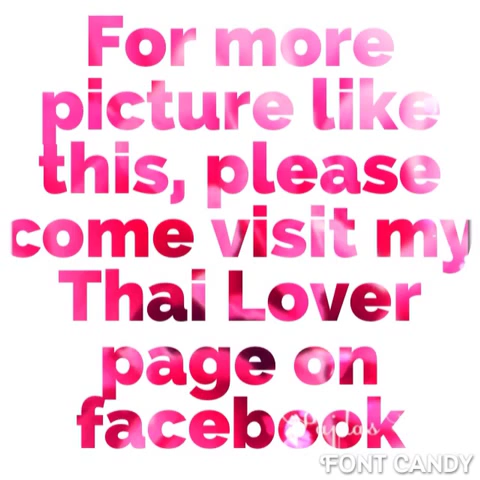 For more
picture like
this, please
come visit my
Thai Lover
page on
facebook
FONT CANDY